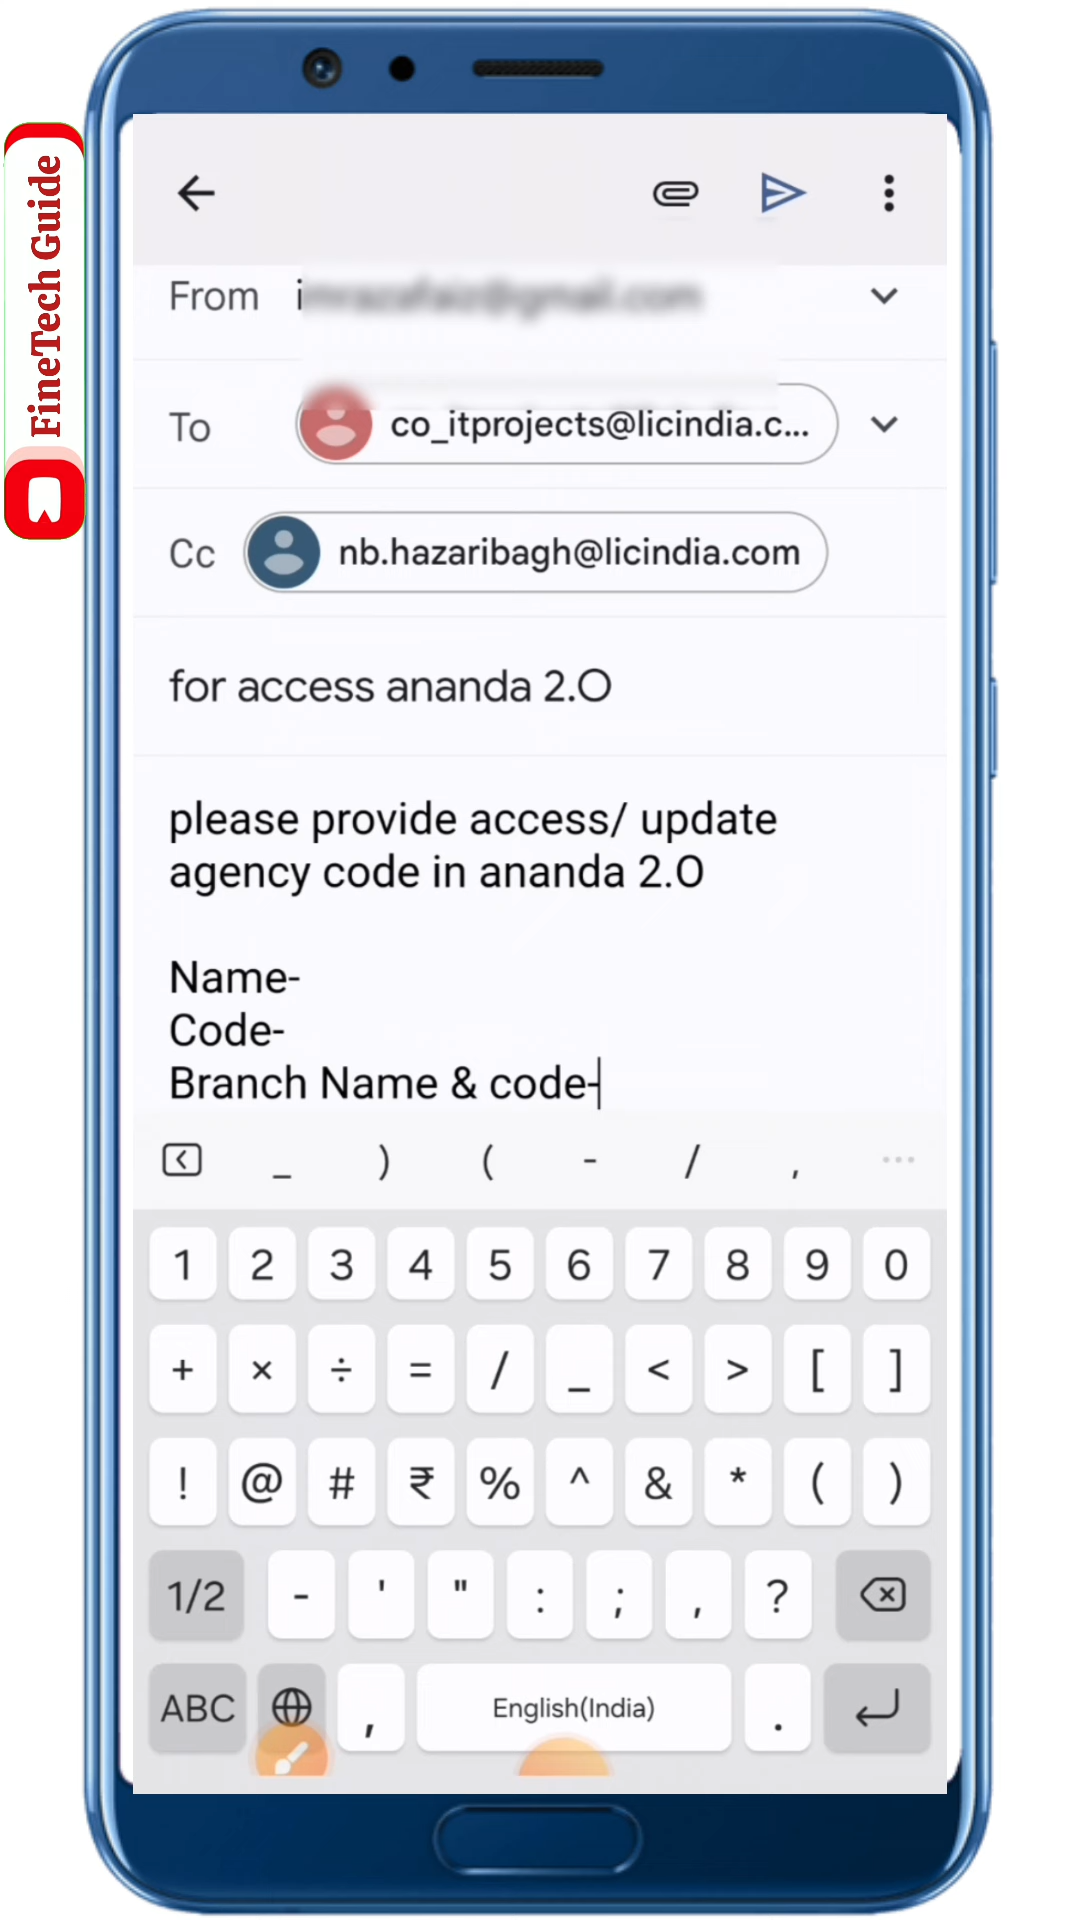 FineTech Guide
From i
To co_itprojects@licindia.c...
Cc nb.hazaribagh@licindia.com
for access ananda 2.O
please provide access/ update
agency code in ananda 2.O
Name-
Code-
Branch Name & code-
_ ) ( - / , ...
1 2 3 4 5 6 7 8 9 0
+ × ÷ = / _ < > [ ]
! @ # ₹ % ^ & * ( )
1/2 - ' " : ; , ?
ABC , English(India) .